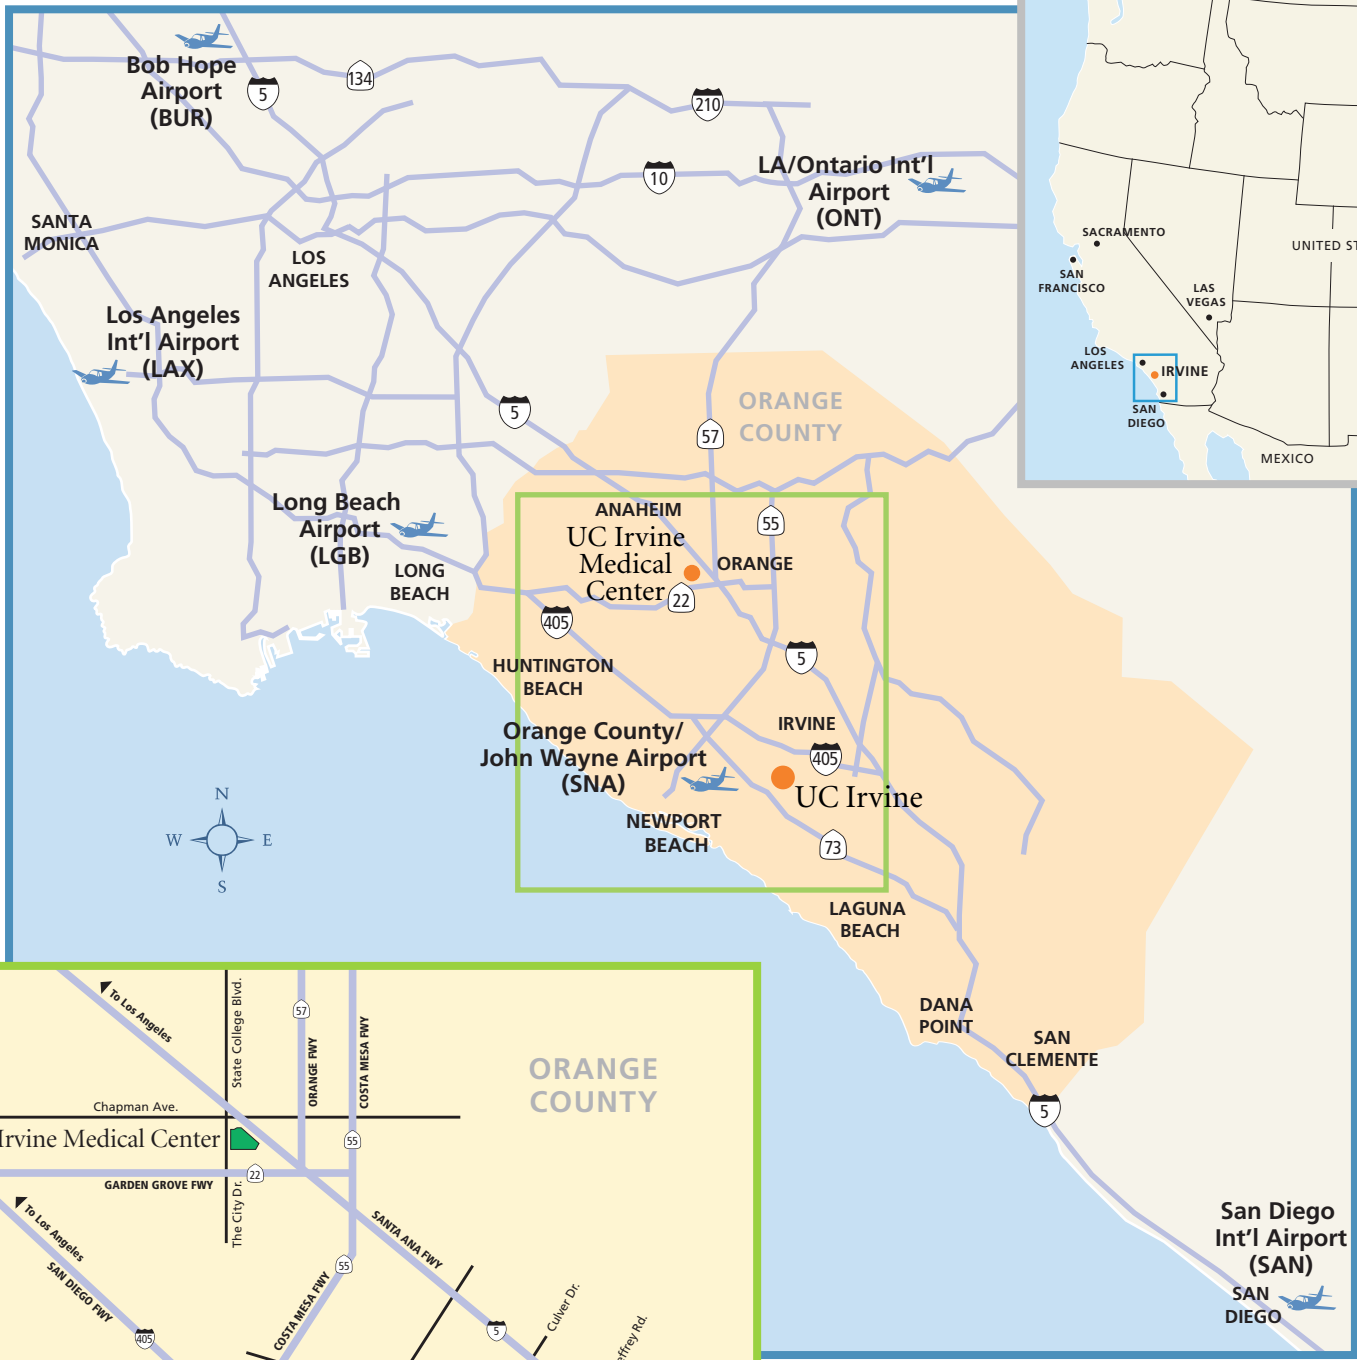 Bob Hope
Airport
(BUR)
5
134
210
10
LA/Ontario Int'l
Airport
(ONT)
SANTA
MONICA
LOS
ANGELES
Los Angeles
Int'l Airport
(LAX)
5
57
ORANGE
COUNTY
Long Beach
Airport
(LGB)
LONG
BEACH
ANAHEIM
UC Irvine
Medical
Center
ORANGE
55
22
405
5
HUNTINGTON
BEACH
IRVINE
Orange County/
John Wayne Airport
(SNA)
405
UC Irvine
NEWPORT
BEACH
73
LAGUNA
BEACH
DANA
POINT
SAN
CLEMENTE
5
San Diego
Int'l Airport
(SAN)
SAN
DIEGO
N
W
E
S
SACRAMENTO
SAN
FRANCISCO
UNITED ST
LAS
VEGAS
LOS
ANGELES
IRVINE
SAN
DIEGO
MEXICO
To Los Angeles
State College Blvd.
57
ORANGE FWY
COSTA MESA FWY
ORANGE
COUNTY
Chapman Ave.
Irvine Medical Center
55
22
GARDEN GROVE FWY
The City Dr.
To Los Angeles
SAN DIEGO FWY
405
55
COSTA MESA FWY
SANTA ANA FWY
5
Culver Dr.
effrey Rd.